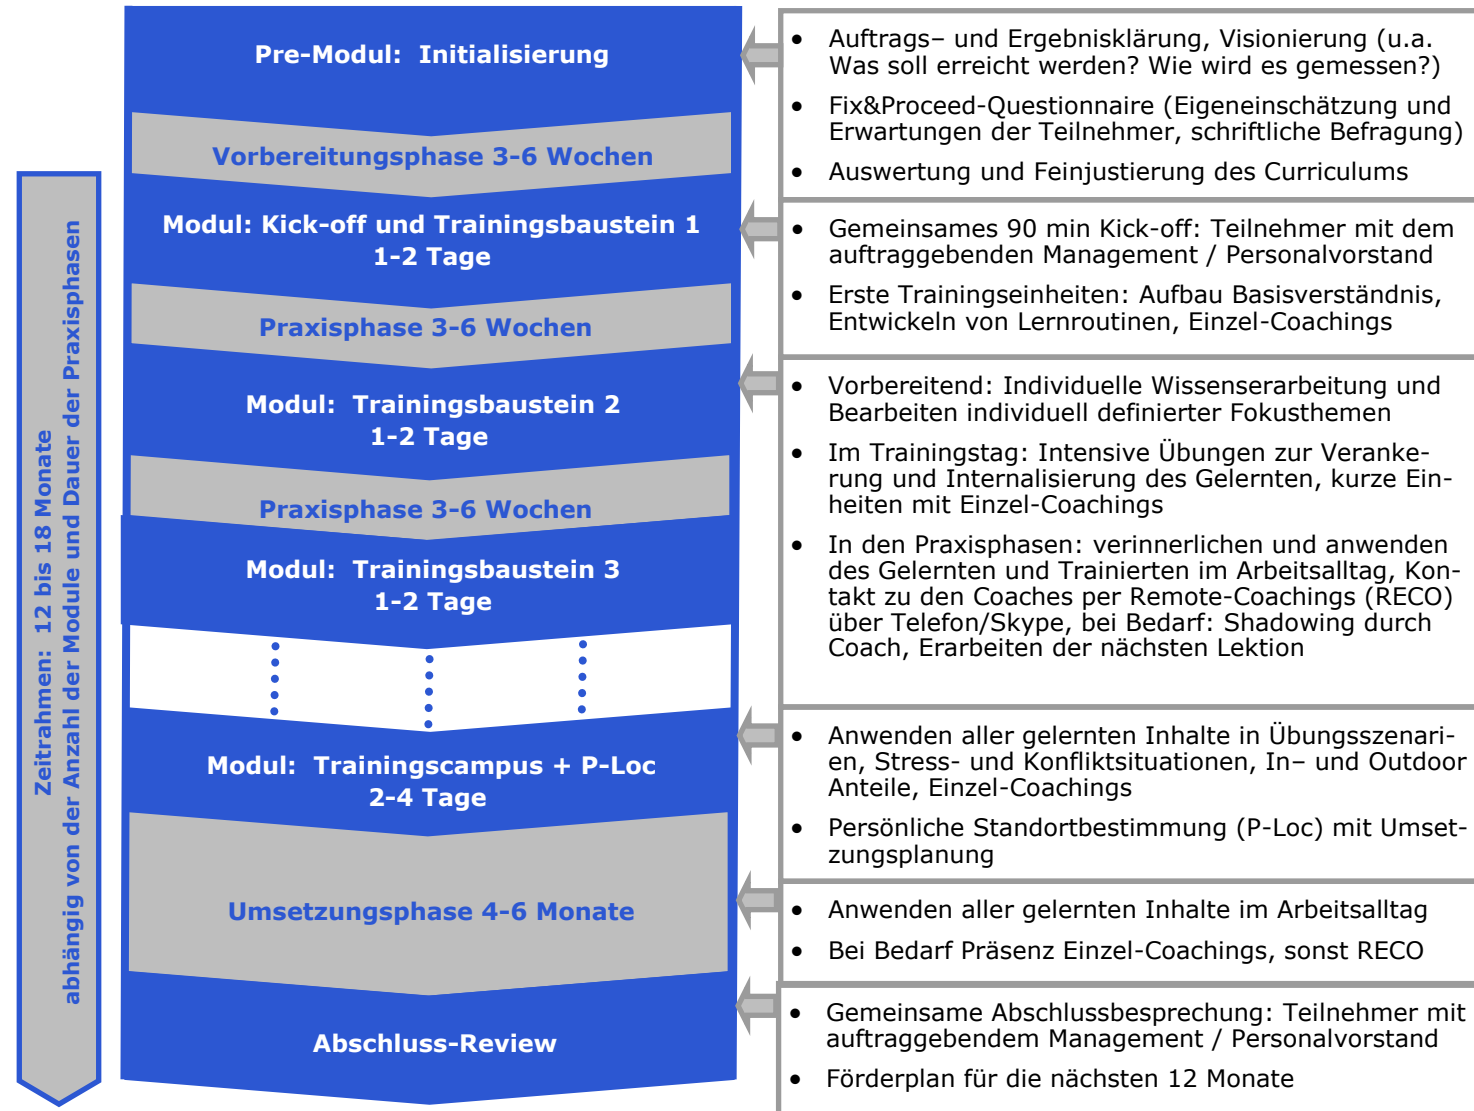 Pre-Modul: Initialisierung
• Auftrags– und Ergebnisklärung, Visionierung (u.a.
Was soll erreicht werden? Wie wird es gemessen?)
• Fix&Proceed-Questionnaire (Eigeneinschätzung und
Erwartungen der Teilnehmer, schriftliche Befragung)
• Auswertung und Feinjustierung des Curriculums
Vorbereitungsphase 3-6 Wochen
Zeitrahmen: 12 bis 18 Monate
abhängig von der Anzahl der Module und Dauer der Praxisphasen
Modul: Kick-off und Trainingsbaustein 1
1-2 Tage
• Gemeinsames 90 min Kick-off: Teilnehmer mit dem
auftraggebenden Management / Personalvorstand
• Erste Trainingseinheiten: Aufbau Basisverständnis,
Entwickeln von Lernroutinen, Einzel-Coachings
Praxisphase 3-6 Wochen
Modul: Trainingsbaustein 2
1-2 Tage
• Vorbereitend: Individuelle Wissenserarbeitung und
Bearbeiten individuell definierter Fokusthemen
• Im Trainingstag: Intensive Übungen zur Veranke-
rung und Internalisierung des Gelernten, kurze Ein-
heiten mit Einzel-Coachings
• In den Praxisphasen: verinnerlichen und anwenden
des Gelernten und Trainierten im Arbeitsalltag, Kon-
takt zu den Coaches per Remote-Coachings (RECO)
über Telefon/Skype, bei Bedarf: Shadowing durch
Coach, Erarbeiten der nächsten Lektion
Praxisphase 3-6 Wochen
Modul: Trainingsbaustein 3
1-2 Tage
Modul: Trainingscampus + P-Loc
2-4 Tage
• Anwenden aller gelernten Inhalte in Übungsszenari-
en, Stress- und Konfliktsituationen, In– und Outdoor
Anteile, Einzel-Coachings
• Persönliche Standortbestimmung (P-Loc) mit Umset-
zungsplanung
Umsetzungsphase 4-6 Monate
• Anwenden aller gelernten Inhalte im Arbeitsalltag
• Bei Bedarf Präsenz Einzel-Coachings, sonst RECO
Abschluss-Review
• Gemeinsame Abschlussbesprechung: Teilnehmer mit
auftraggebendem Management / Personalvorstand
• Förderplan für die nächsten 12 Monate